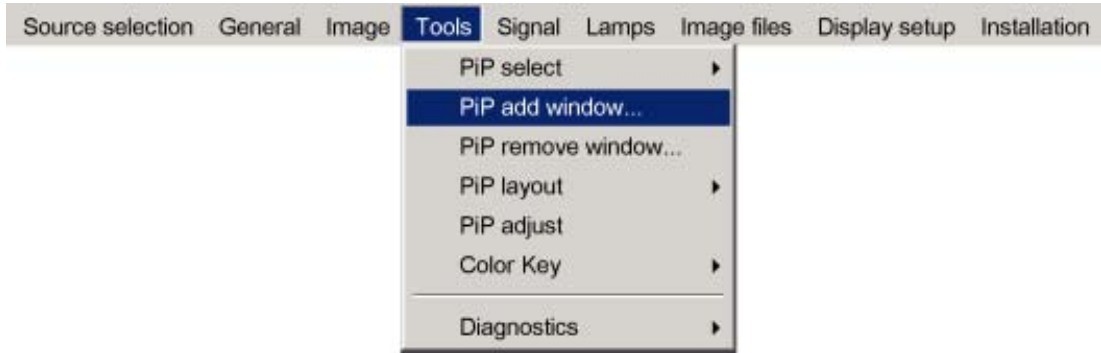 Source selection General Image Tools Signal Lamps Image files Display setup Installation
PiP select
PiP add window...
PiP remove window...
PiP layout
PiP adjust
Color Key
Diagnostics